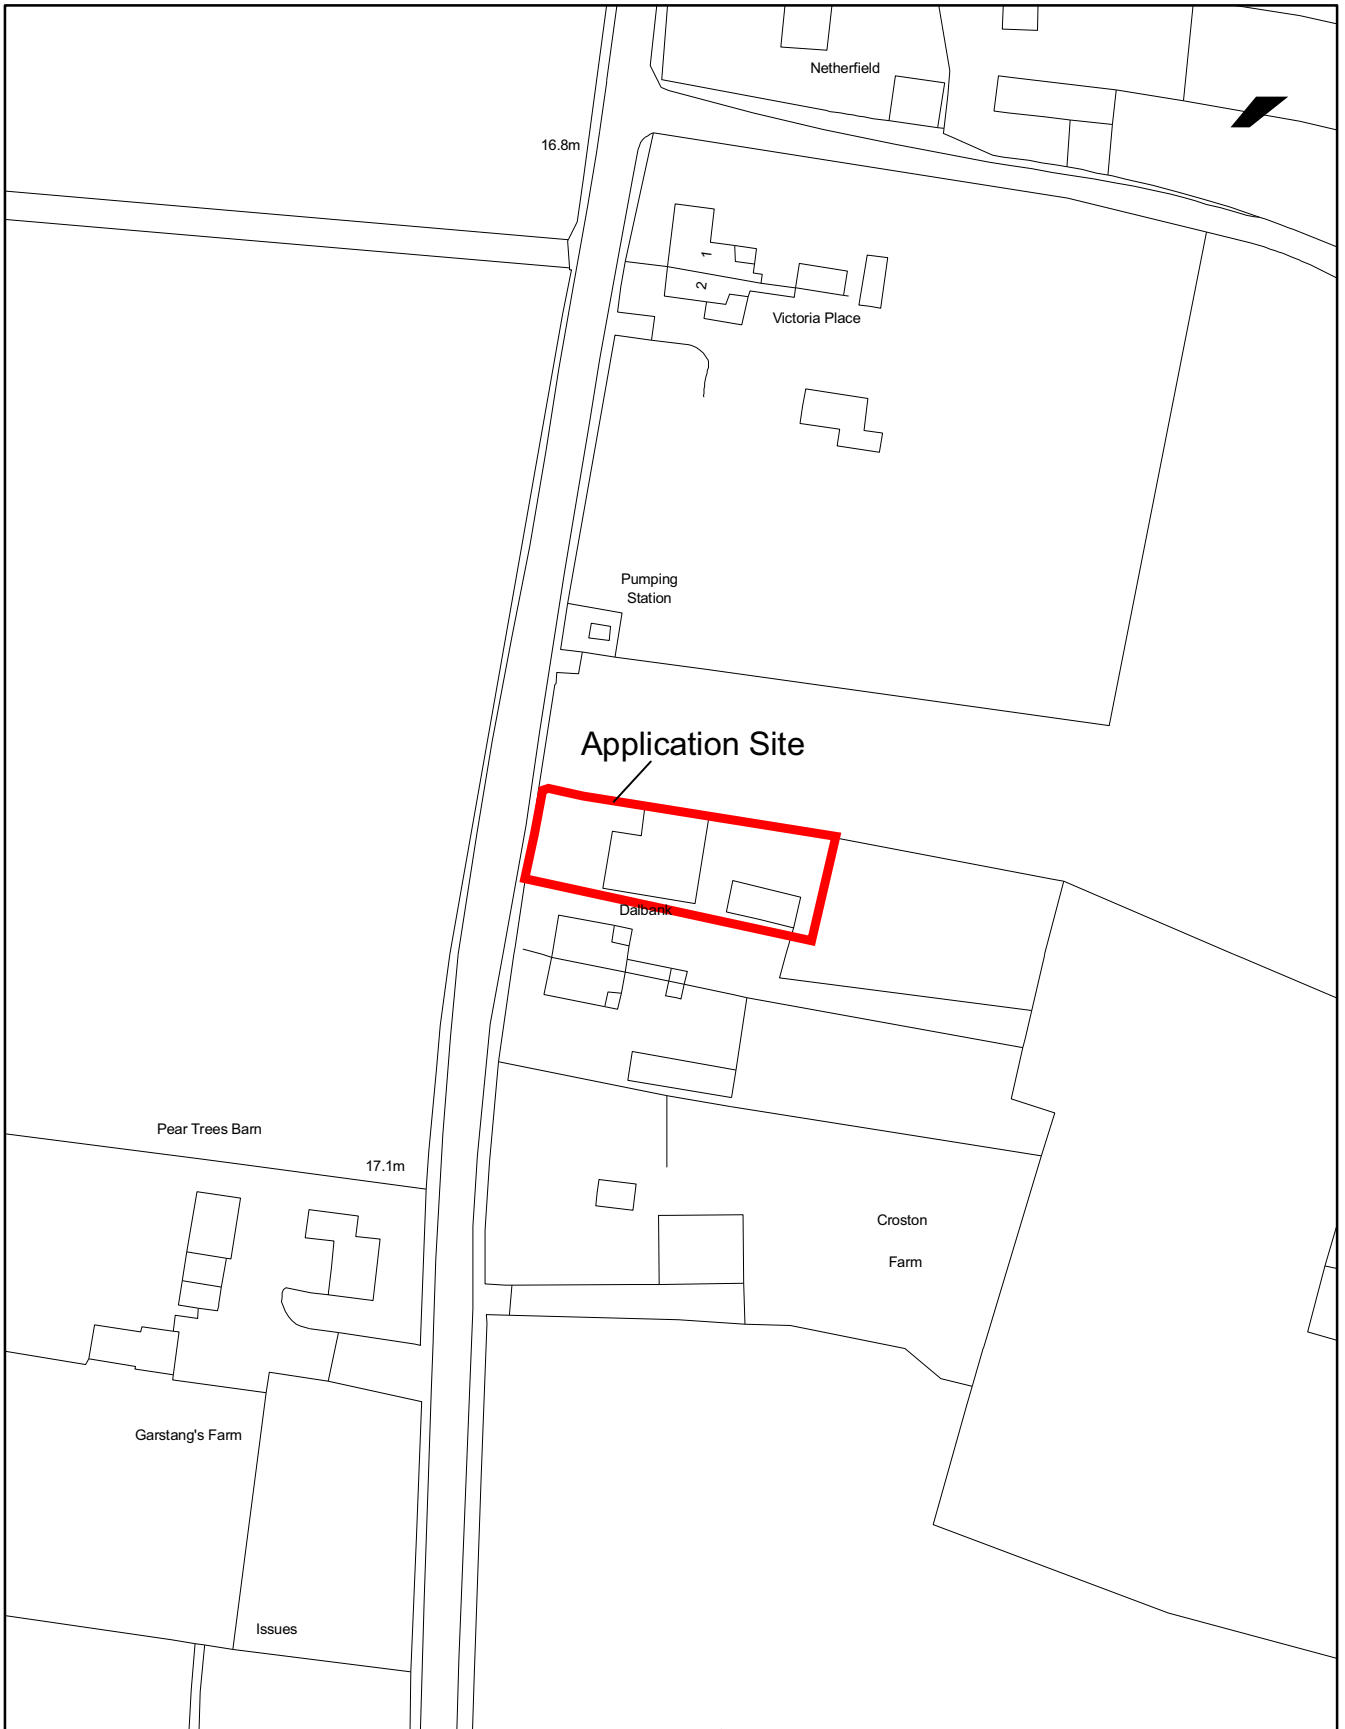 Netherfield
16.8m
1
2
Victoria Place
Pumping
Station
Application Site
Dalbank
Pear Trees Barn
17.1m
Croston
Farm
Garstang's Farm
Issues